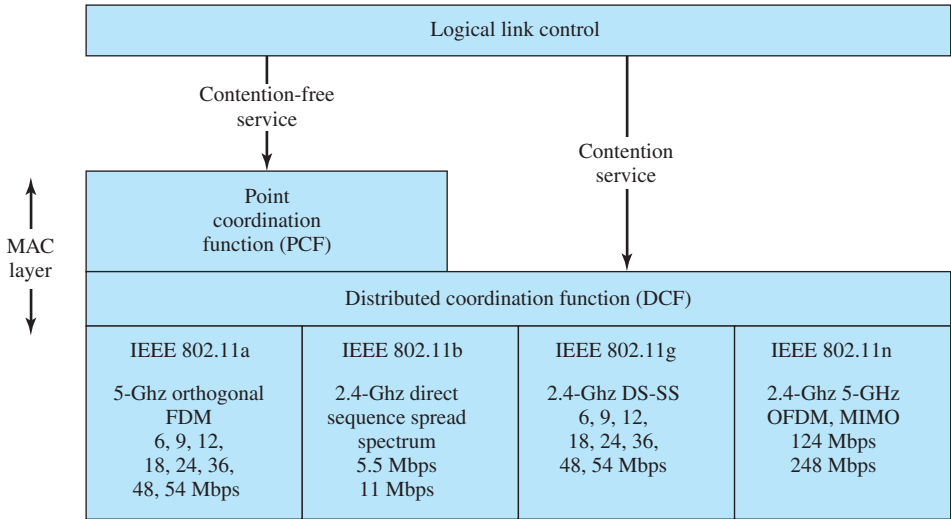 Logical link control
Contention-free
service
Contention
service
Point
coordination
function (PCF)
MAC
layer
Distributed coordination function (DCF)
IEEE 802.11a
5-Ghz orthogonal
FDM
6, 9, 12,
18, 24, 36,
48, 54 Mbps
IEEE 802.11b
2.4-Ghz direct
sequence spread
spectrum
5.5 Mbps
11 Mbps
IEEE 802.11g
2.4-Ghz DS-SS
6, 9, 12,
18, 24, 36,
48, 54 Mbps
IEEE 802.11n
2.4-Ghz 5-GHz
OFDM, MIMO
124 Mbps
248 Mbps